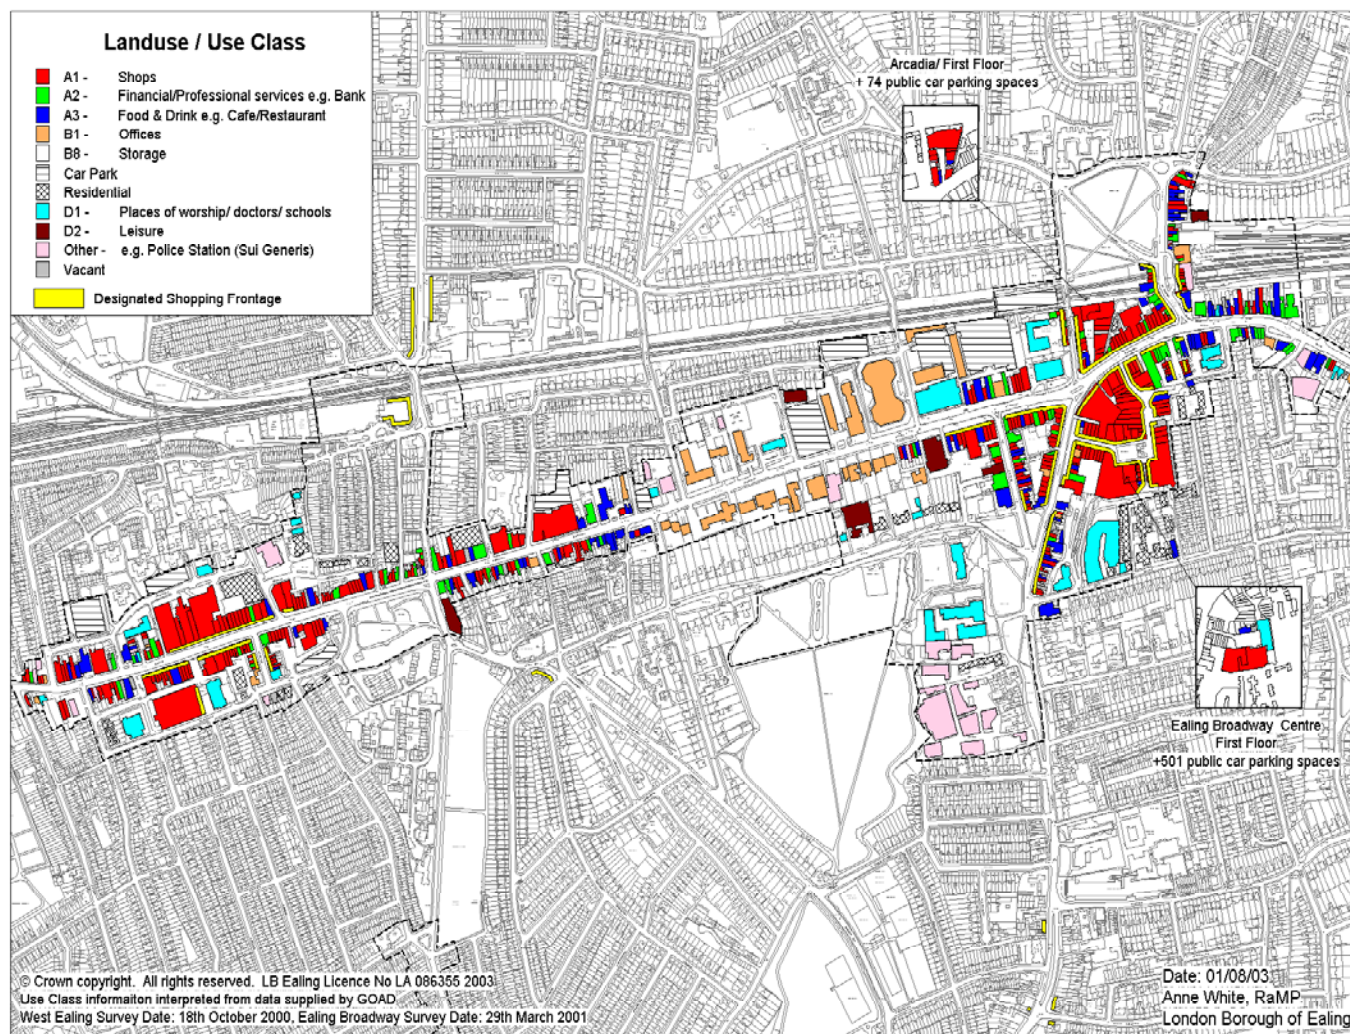 Landuse / Use Class
A1 - Shops
A2 - Financial/Professional services e.g. Bank
A3 - Food & Drink e.g. Cafe/Restaurant
B1 - Offices
B8 - Storage
Car Park
Residential
D1 - Places of worship/ doctors/ schools
D2 - Leisure
Other - e.g. Police Station (Sui Generis)
Vacant
Designated Shopping Frontage
Arcadia/ First Floor
+ 74 public car parking spaces
Ealing Broadway Centre
First Floor
+501 public car parking spaces
© Crown copyright. All rights reserved. LB Ealing Licence No LA 086355 2003
Use Class informaiton interpreted from data supplied by GOAD
West Ealing Survey Date: 18th October 2000, Ealing Broadway Survey Date: 29th March 2001
Date: 01/08/03
Anne White, RaMP
London Borough of Ealing